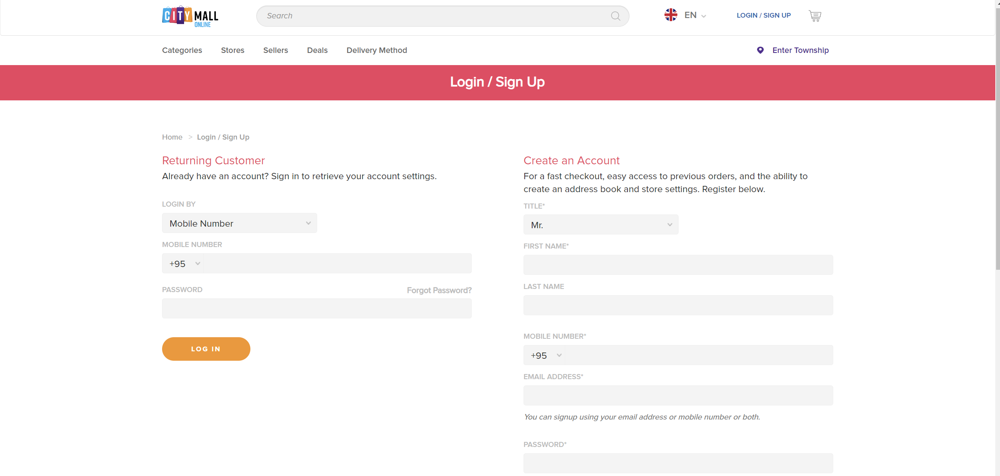 CITY MALL
ONLINE
Search
EN
LOGIN / SIGN UP
Categories
Stores
Sellers
Deals
Delivery Method
Enter Township
Login / Sign Up
Home > Login / Sign Up
Returning Customer
Already have an account? Sign in to retrieve your account settings.
LOGIN BY
Mobile Number
MOBILE NUMBER
+95
PASSWORD
Forgot Password?
LOG IN
Create an Account
For a fast checkout, easy access to previous orders, and the ability to
create an address book and store settings. Register below.
TITLE*
Mr.
FIRST NAME*
LAST NAME
MOBILE NUMBER*
+95
EMAIL ADDRESS*
You can signup using your email address or mobile number or both.
PASSWORD*